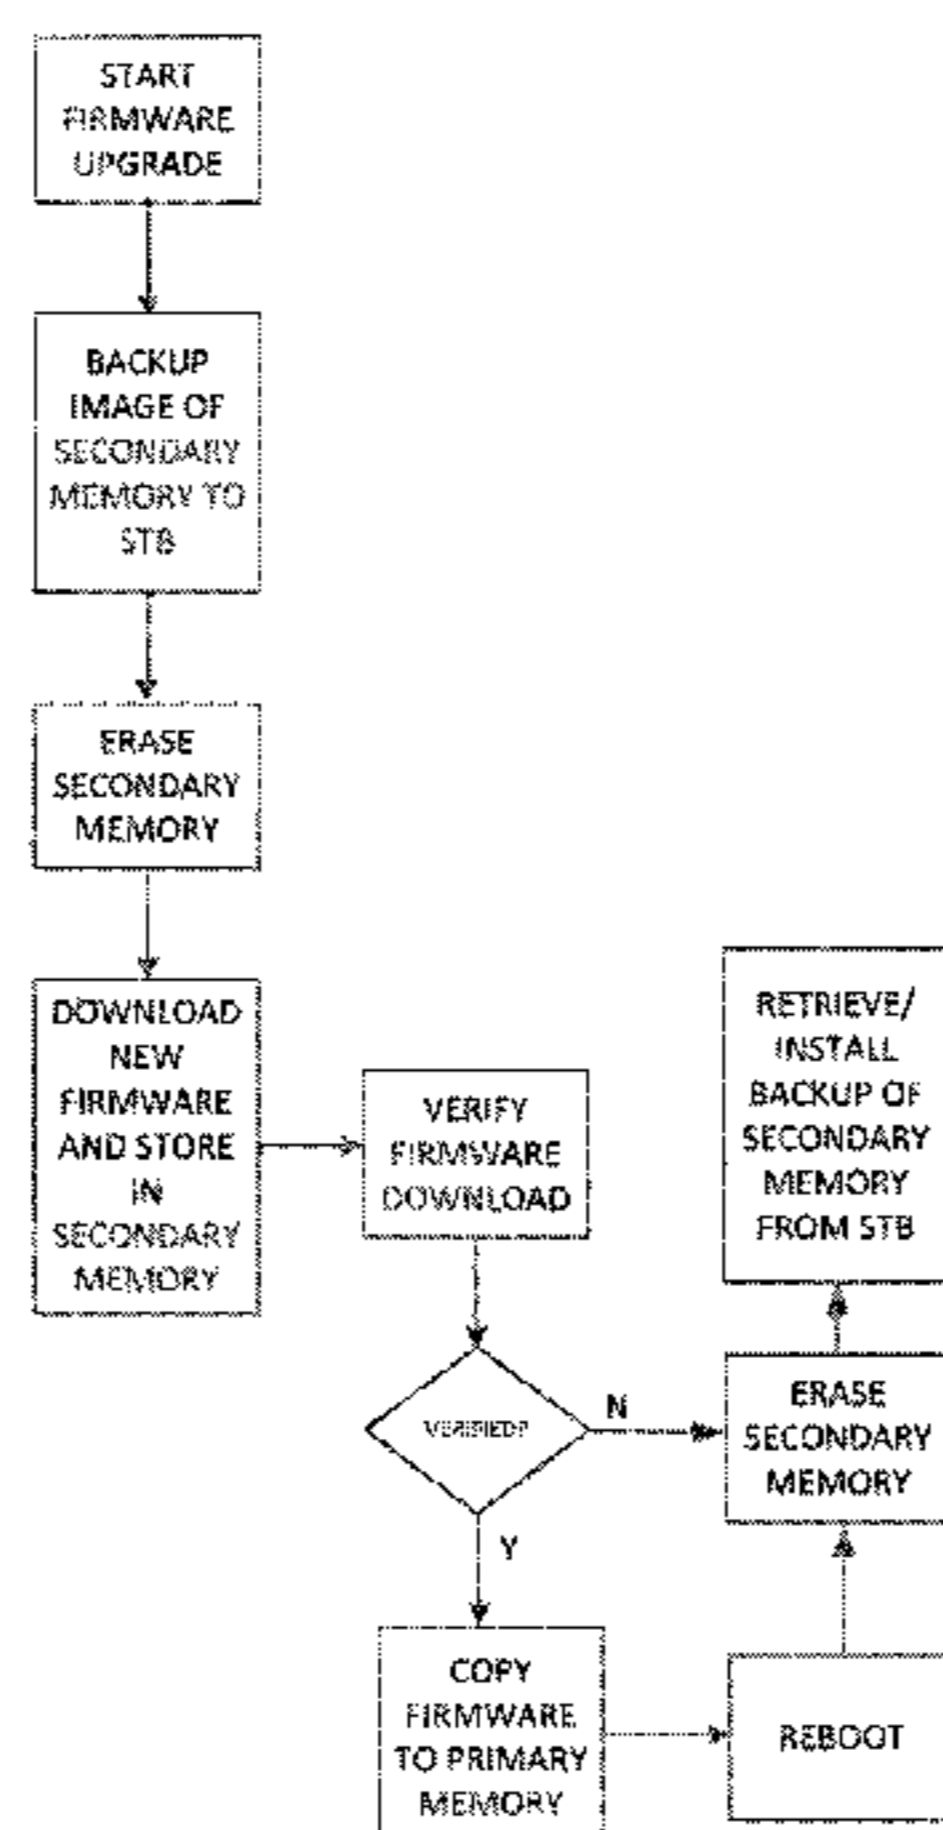 START
FIRMWARE
UPGRADE
BACKUP
IMAGE OF
SECONDARY
MEMORY TO
STB
ERASE
SECONDARY
MEMORY
DOWNLOAD
NEW
FIRMWARE
AND STORE
IN
SECONDARY
MEMORY
VERIFY
FIRMWARE
DOWNLOAD
VERIFIED?
N
Y
COPY
FIRMWARE
TO PRIMARY
MEMORY
REBOOT
ERASE
SECONDARY
MEMORY
RETRIEVE/
INSTALL
BACKUP OF
SECONDARY
MEMORY
FROM STB